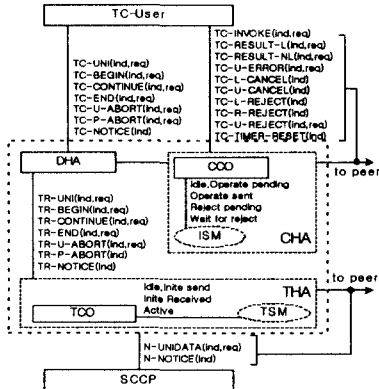 TC-User
TC-UNI(ind,req)
TC-BEGIN(ind,req)
TC-CONTINUE(ind,req)
TC-END(ind,req)
TC-U-ABORT(ind,req)
TC-P-ABORT(ind,req)
TC-NOTICE(ind)
TC-INVOKE(ind,req)
TC-RESULT-L(ind,req)
TC-RESULT-NL(ind,req)
TC-U-ERROR(ind,req)
TC-L-CANCEL(ind,req)
TC-U-CANCEL(ind,req)
TC-L-REJECT(ind,req)
TC-R-REJECT(ind,req)
TC-U-REJECT(ind,req)
TC-TIMER-RESET(ind)
DHA
CCO
to peer
Idle,Operate pending
Operate sent
Reject pending
Wait for reject
ISM
CHA
TR-UNI(ind,req)
TR-BEGIN(ind,req)
TR-CONTINUE(ind,req)
TR-END(ind,req)
TR-U-ABORT(ind,req)
TR-P-ABORT(ind)
TR-NOTICE(ind)
to peer
Idle,Inite send
Inite Received
Active
THA
TCO
TSM
N-UNIDATA(ind,req)
N-NOTICE(ind)
SCCP